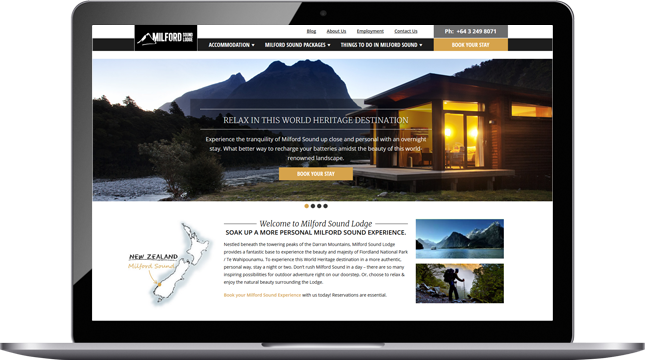 Blog About Us Employment Contact Us Ph: +64 3 249 8071
MILFORD SOUND LODGE
ACCOMMODATION ▾ MILFORD SOUND PACKAGES ▾ THINGS TO DO IN MILFORD SOUND ▾ BOOK YOUR STAY
RELAX IN THIS WORLD HERITAGE DESTINATION
Experience the tranquility of Milford Sound up close and personal with an overnight
stay. What better way to recharge your batteries amidst the beauty of this world
renowned landscape.
BOOK YOUR STAY
NEW ZEALAND
Milford Sound
Welcome to Milford Sound Lodge
SOAK UP A MORE PERSONAL MILFORD SOUND EXPERIENCE.
Nestled beneath the towering peaks of the Darran Mountains, Milford Sound Lodge
provides a fantastic base to experience the beauty and majesty of Fiordland National Park
/ Te Wahipounamu. To experience this World Heritage destination in a more authentic,
personal way, stay a night or two. Don't rush Milford Sound in a day – there are so many
inspiring possibilities for outdoor adventure right on our doorstep. Or, choose to relax &
enjoy the natural beauty surrounding the Lodge.
Book your Milford Sound Experience with us today! Reservations are essential.